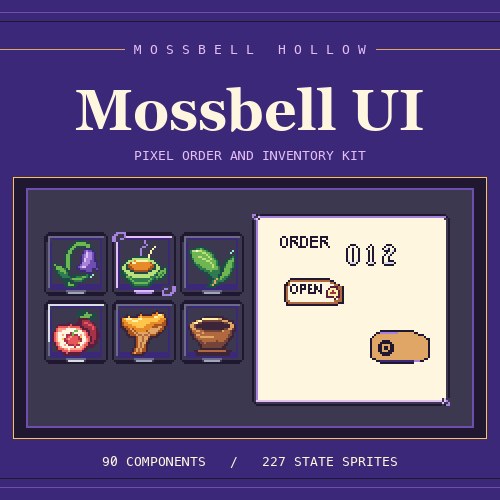 MOSSBELL HOLLOW
Mossbell UI
PIXEL ORDER AND INVENTORY KIT
ORDER 012
OPEN
90 COMPONENTS / 227 STATE SPRITES